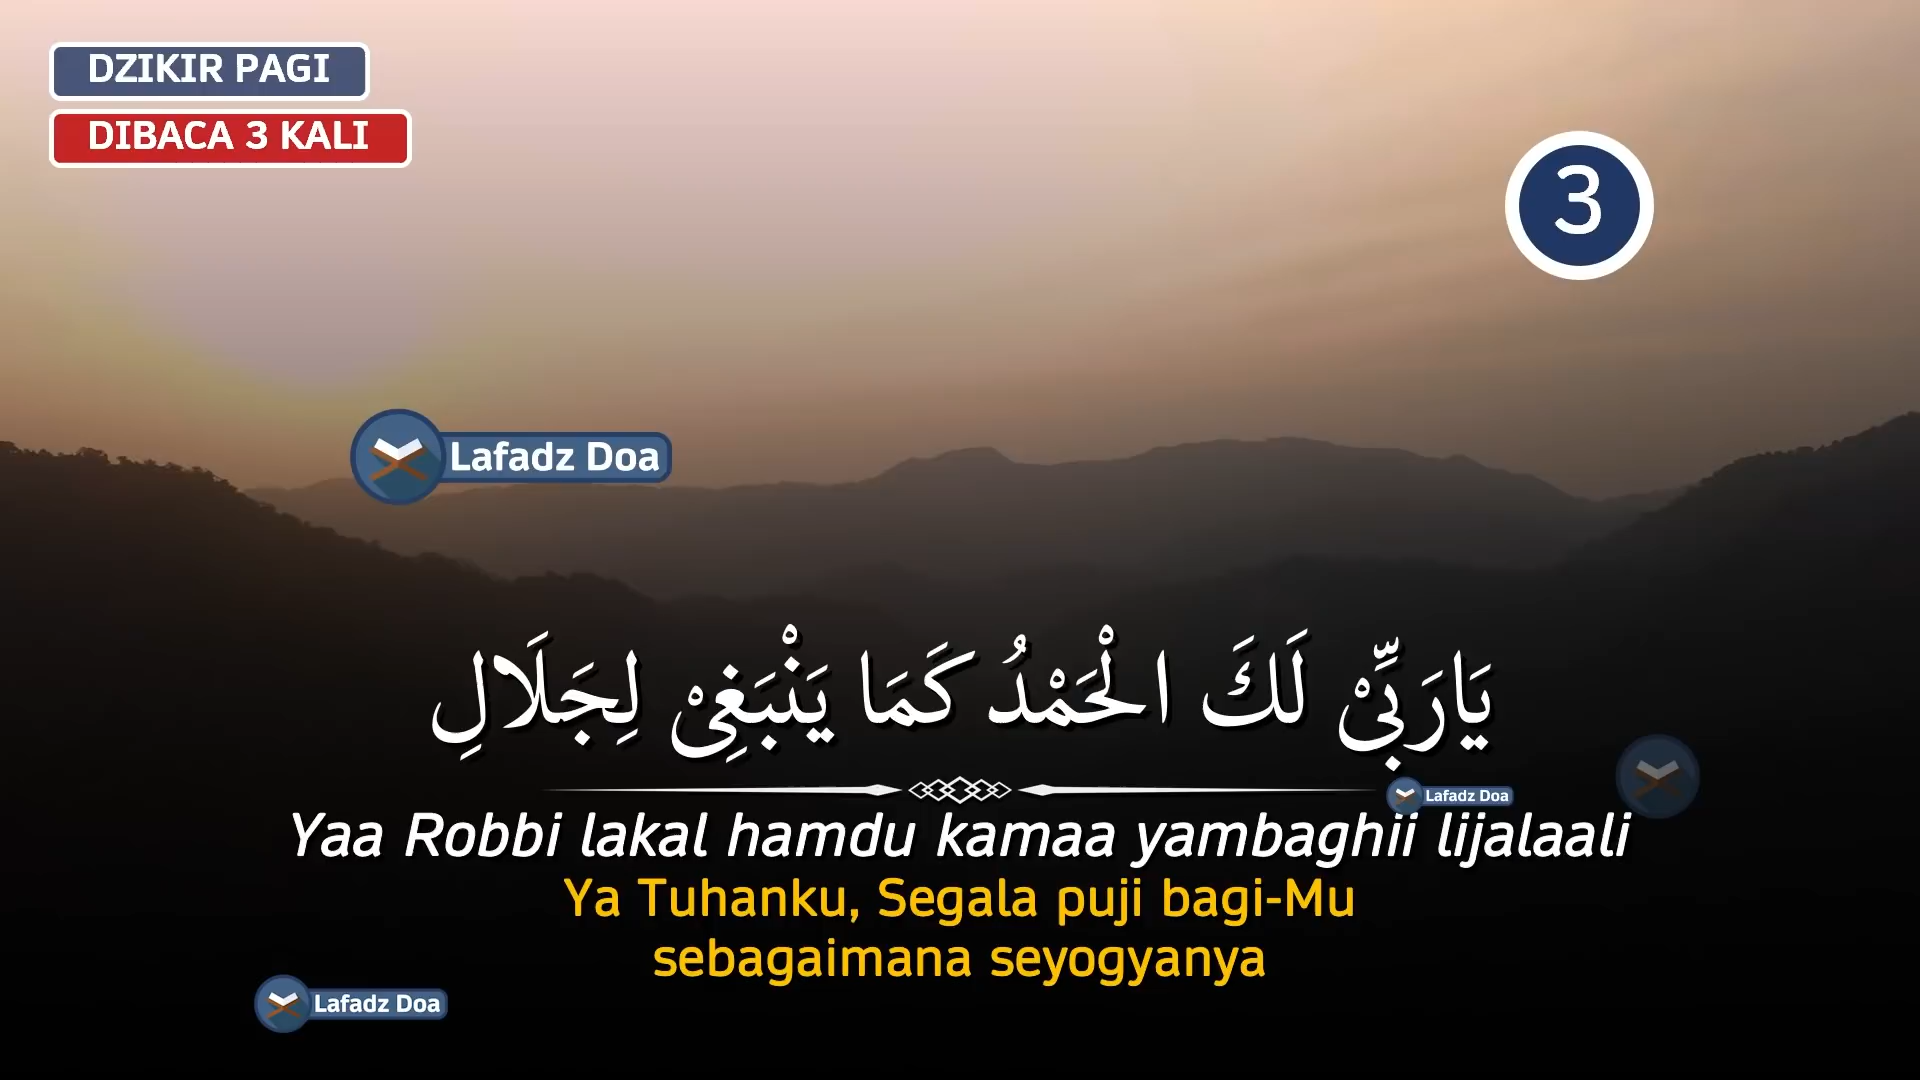 DZIKIR PAGI
DIBACA 3 KALI
3
Lafadz Doa
يَارَبِّيْ لَكَ الْحَمْدُ كَمَا يَنْبَغِيْ لِجَلَالِ
Lafadz Doa
Yaa Robbi lakal hamdu kamaa yambaghii lijalaali
Ya Tuhanku, Segala puji bagi-Mu
sebagaimana seyogyanya
Lafadz Doa